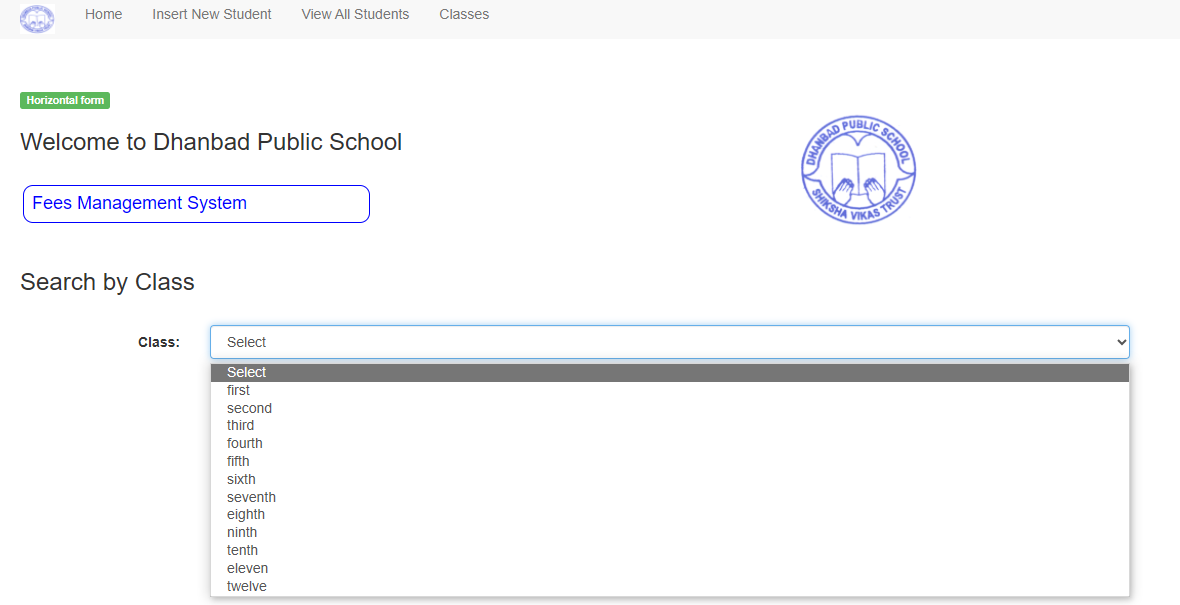 Home Insert New Student View All Students Classes
Horizontal form
Welcome to Dhanbad Public School
DHANBAD PUBLIC SCHOOL
SHIKSHA VIKAS TRUST
Fees Management System
Search by Class
Class: Select
Select
first
second
third
fourth
fifth
sixth
seventh
eighth
ninth
tenth
eleven
twelve